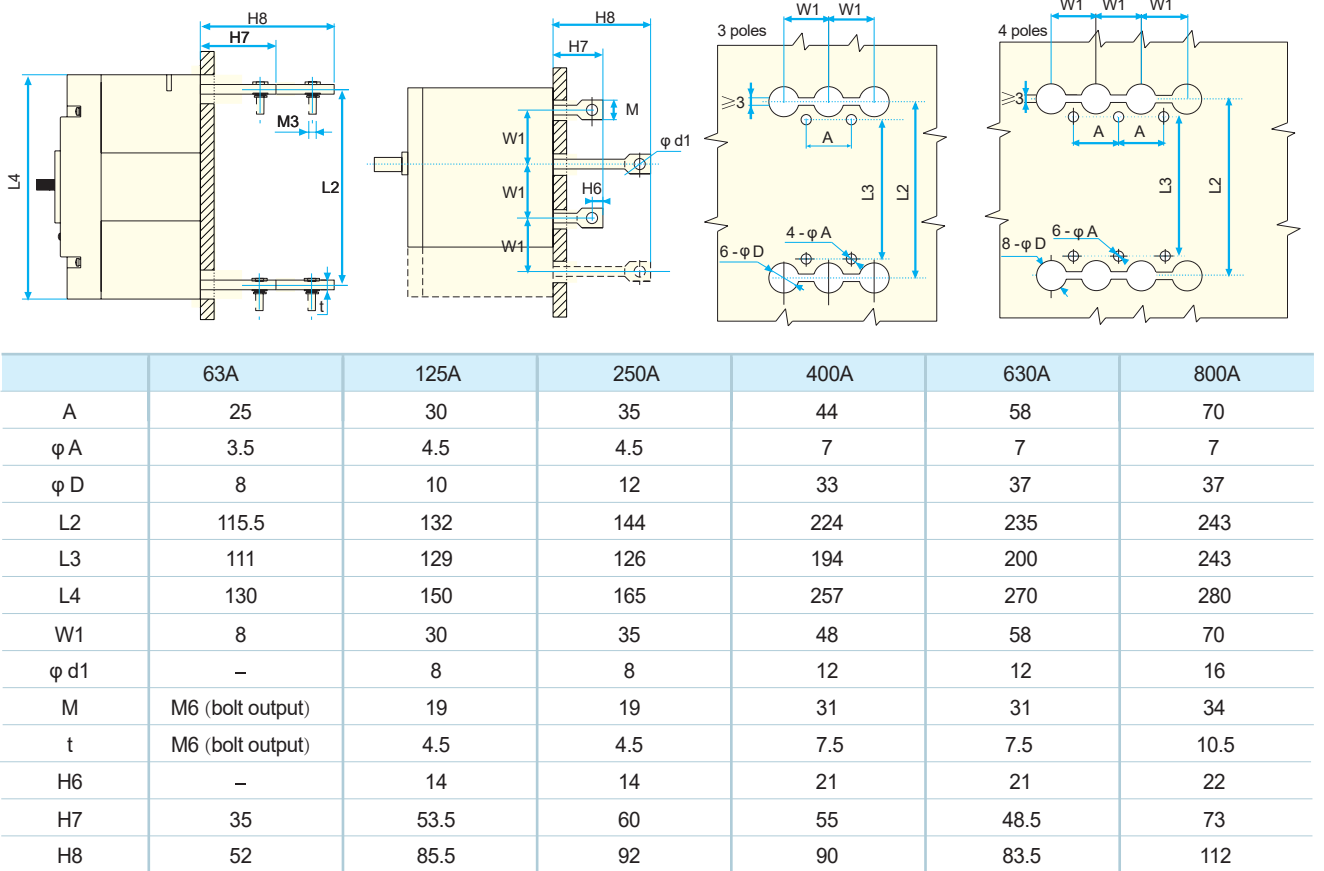 H8
H7
L4
M3
L2
t
H8
H7
M
W1
φ d1
W1
H6
W1
3 poles
W1 W1
≥3
A
L3
L2
4 - φ A
6 - φ D
4 poles
W1 W1 W1
≥3
A A
L3
L2
6 - φ A
8 - φ D
63A 125A 250A 400A 630A 800A
A 25 30 35 44 58 70
φ A 3.5 4.5 4.5 7 7 7
φ D 8 10 12 33 37 37
L2 115.5 132 144 224 235 243
L3 111 129 126 194 200 243
L4 130 150 165 257 270 280
W1 8 30 35 48 58 70
φ d1 – 8 8 12 12 16
M M6 (bolt output) 19 19 31 31 34
t M6 (bolt output) 4.5 4.5 7.5 7.5 10.5
H6 – 14 14 21 21 22
H7 35 53.5 60 55 48.5 73
H8 52 85.5 92 90 83.5 112